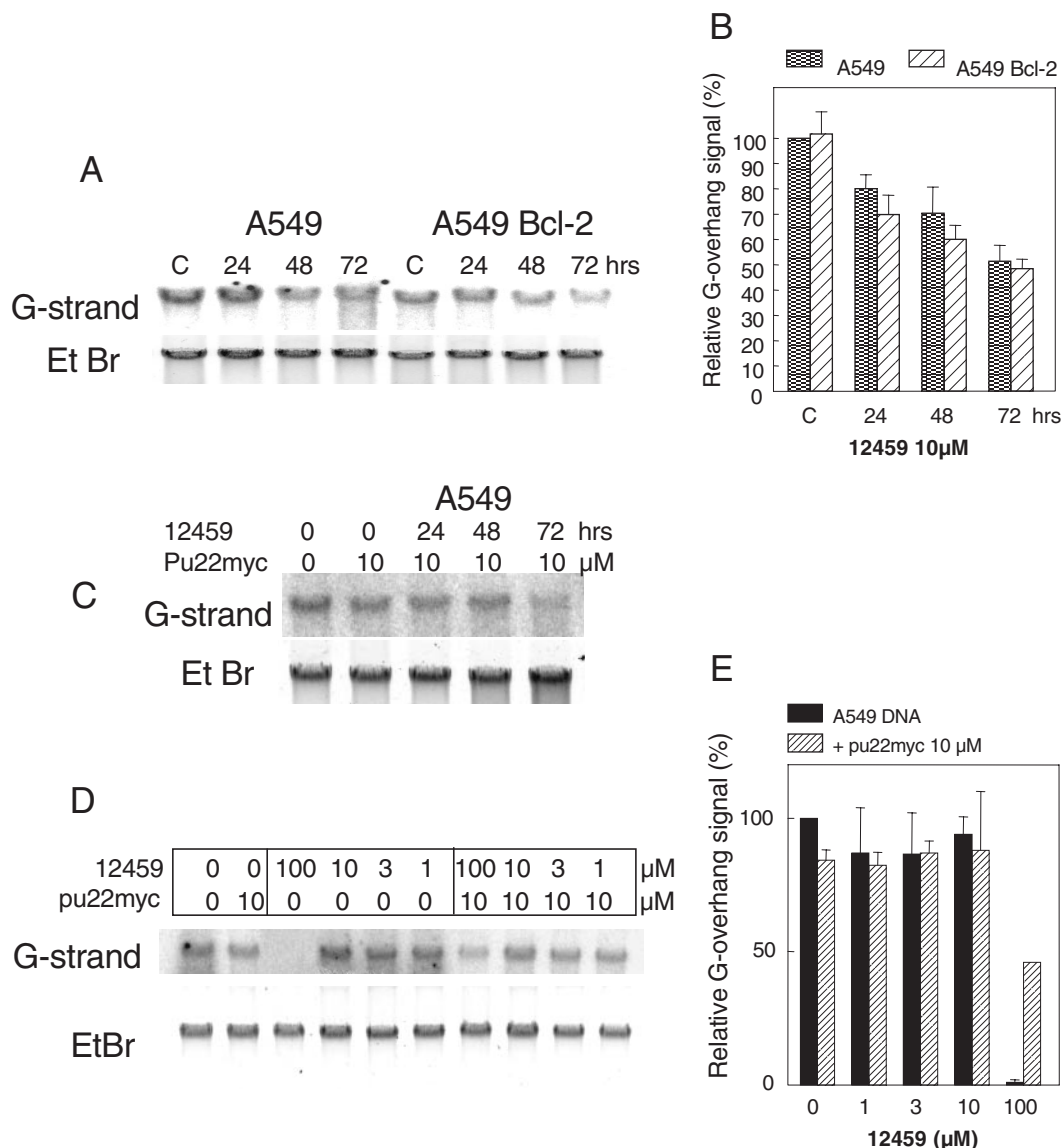 A
A549 A549 Bcl-2
C 24 48 72 C 24 48 72 hrs
G-strand
Et Br
B
A549 A549 Bcl-2
Relative G-overhang signal (%)
100
90
80
70
60
50
40
30
20
10
0
C 24 48 72 hrs
12459 10µM
C
A549
12459 0 0 24 48 72 hrs
Pu22myc 0 10 10 10 10 µM
G-strand
Et Br
D
12459 0 0 100 10 3 1 100 10 3 1 µM
pu22myc 0 10 0 0 0 0 10 10 10 10 µM
G-strand
EtBr
E
A549 DNA
+ pu22myc 10 µM
Relative G-overhang signal (%)
100
50
0
0 1 3 10 100
12459 (µM)